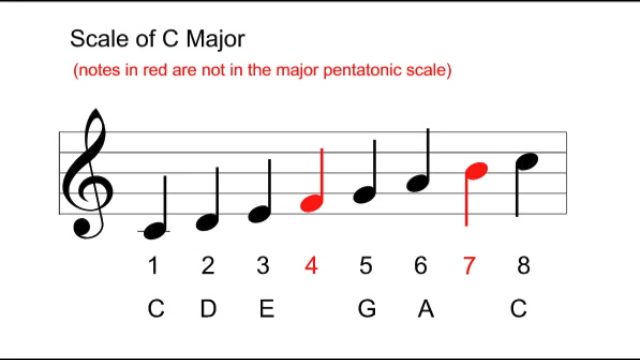 Scale of C Major
(notes in red are not in the major pentatonic scale)
1 2 3 4 5 6 7 8
C D E G A C